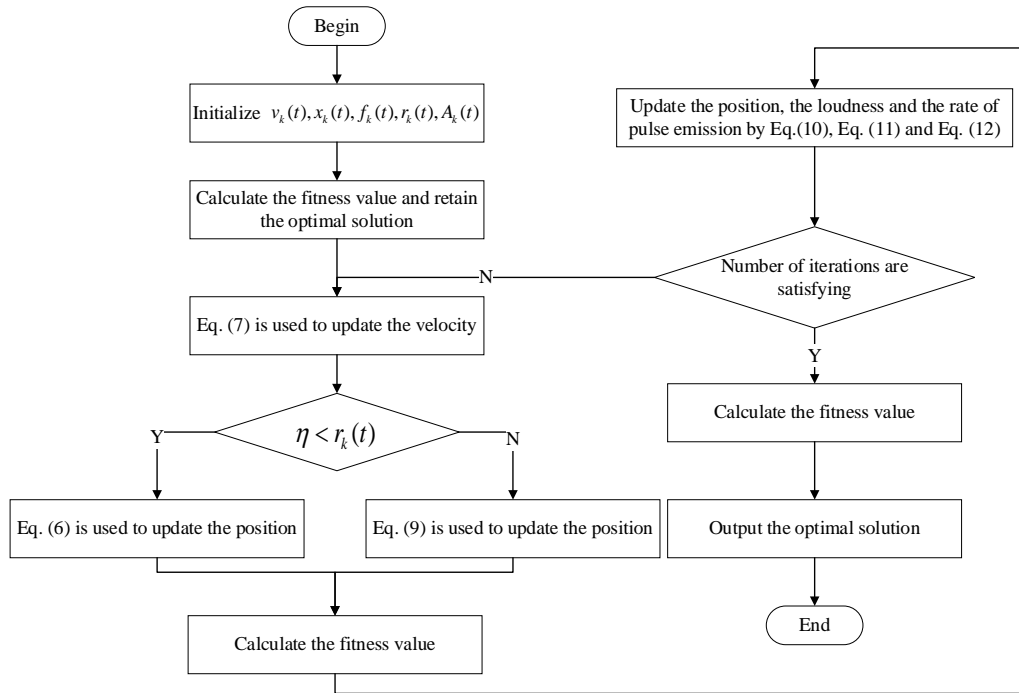 Begin
Initialize v_k(t), x_k(t), f_k(t), r_k(t), A_k(t)
Calculate the fitness value and retain
the optimal solution
Eq. (7) is used to update the velocity
η < r_k(t)
Y
N
Eq. (6) is used to update the position
Eq. (9) is used to update the position
Calculate the fitness value
Update the position, the loudness and the rate of
pulse emission by Eq.(10), Eq. (11) and Eq. (12)
Number of iterations are
satisfying
N
Y
Calculate the fitness value
Output the optimal solution
End